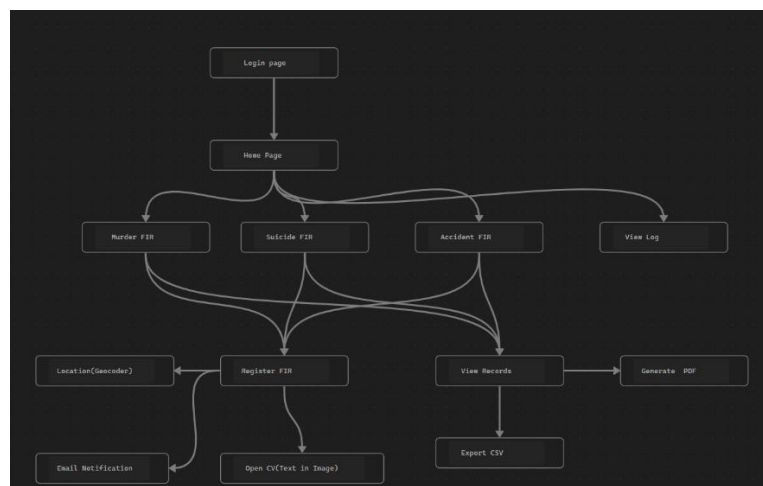 Login page
Home Page
Murder FIR
Suicide FIR
Accident FIR
View Log
Location(Geocoder)
Register FIR
View Records
Generate PDF
Email Notification
Open CV(Text in Image)
Export CSV